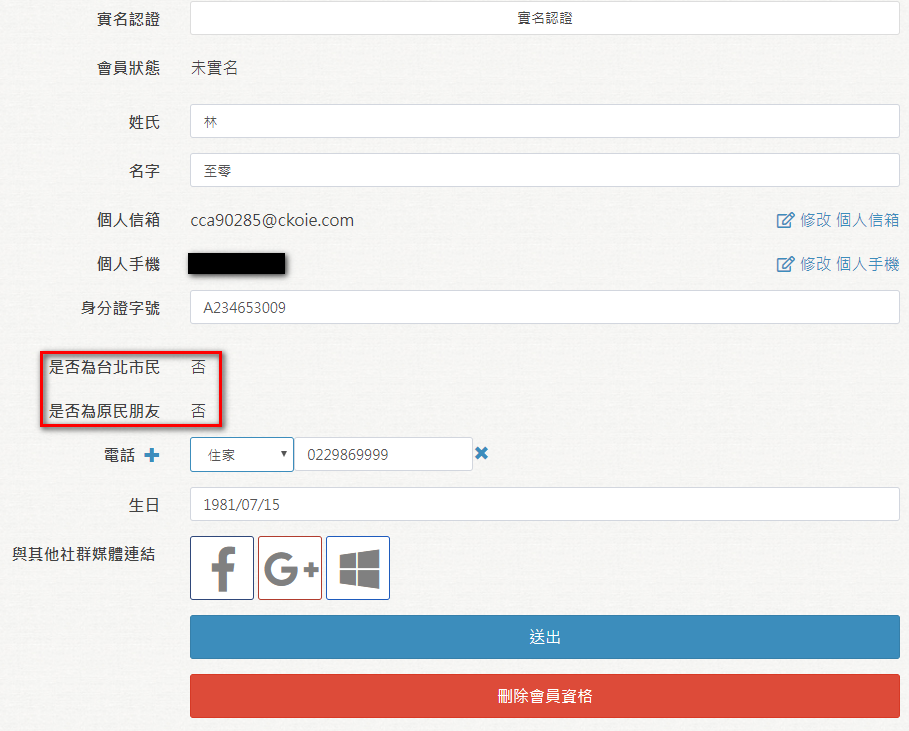 實名認證 實名認證
會員狀態 未實名
姓氏 林
名字 至零
個人信箱 cca90285@ckoie.com 修改 個人信箱
個人手機 修改 個人手機
身分證字號 A234653009
是否為台北市民 否
是否為原民朋友 否
電話 住家 0229869999
生日 1981/07/15
與其他社群媒體連結 f G+
送出
刪除會員資格